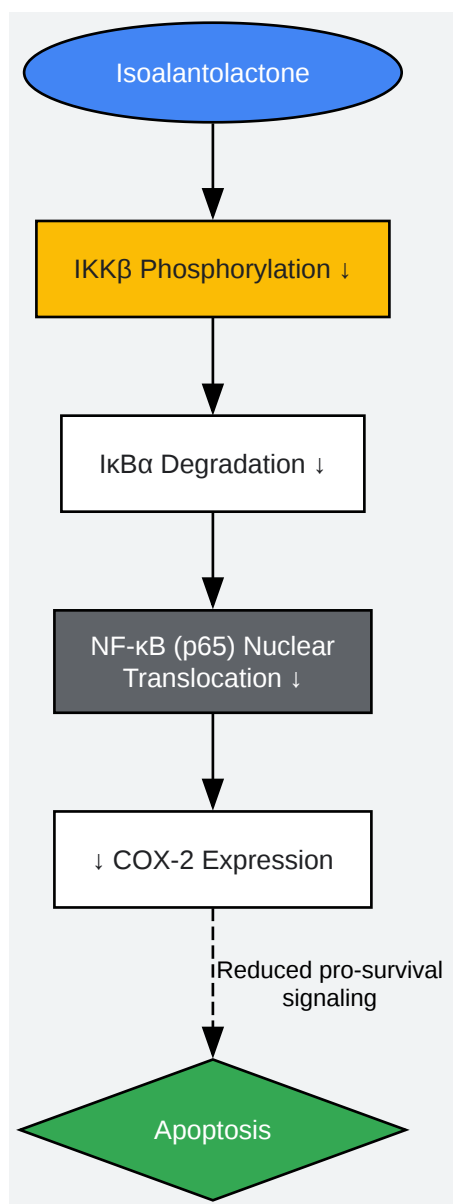 Isoalantolactone
IKKβ Phosphorylation ↓
IκBα Degradation ↓
NF-κB (p65) Nuclear
Translocation ↓
↓ COX-2 Expression
Reduced pro-survival
signaling
Apoptosis